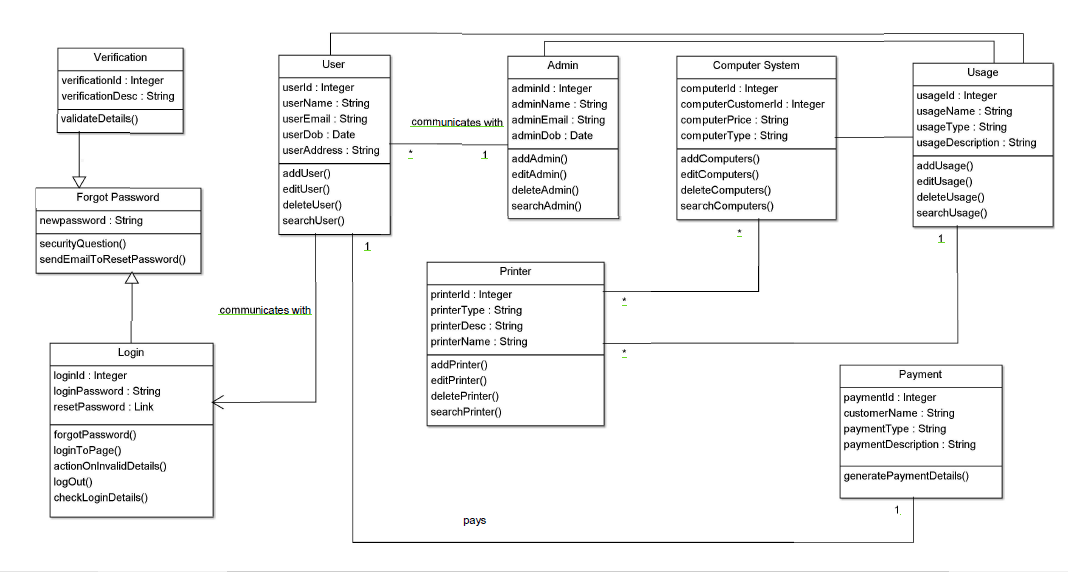 Verification
verificationId : Integer
verificationDesc : String
validateDetails()
User
userId : Integer
userName : String
userEmail : String
userDob : Date
userAddress : String
addUser()
editUser()
deleteUser()
searchUser()
communicates with
*
1
Admin
adminId : Integer
adminName : String
adminEmail : String
adminDob : Date
addAdmin()
editAdmin()
deleteAdmin()
searchAdmin()
Computer System
computerId : Integer
computerCustomerId : Integer
computerPrice : String
computerType : String
addComputers()
editComputers()
deleteComputers()
searchComputers()
*
Usage
usageId : Integer
usageName : String
usageType : String
usageDescription : String
addUsage()
editUsage()
deleteUsage()
searchUsage()
1
Forgot Password
newpassword : String
securityQuestion()
sendEmailToResetPassword()
1
communicates with
Printer
printerId : Integer
printerType : String
printerDesc : String
printerName : String
addPrinter()
editPrinter()
deletePrinter()
searchPrinter()
*
*
Login
loginId : Integer
loginPassword : String
resetPassword : Link
forgotPassword()
loginToPage()
actionOnInvalidDetails()
logOut()
checkLoginDetails()
Payment
paymentId : Integer
customerName : String
paymentType : String
paymentDescription : String
generatePaymentDetails()
1
pays